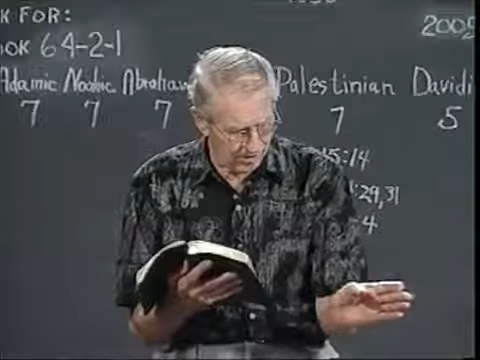 K FOR:
OOK 64-2-1
2005
Adamic Noahic Abraham Palestinian Davidi
7 7 7 7 5
15:14
:29,31
-4